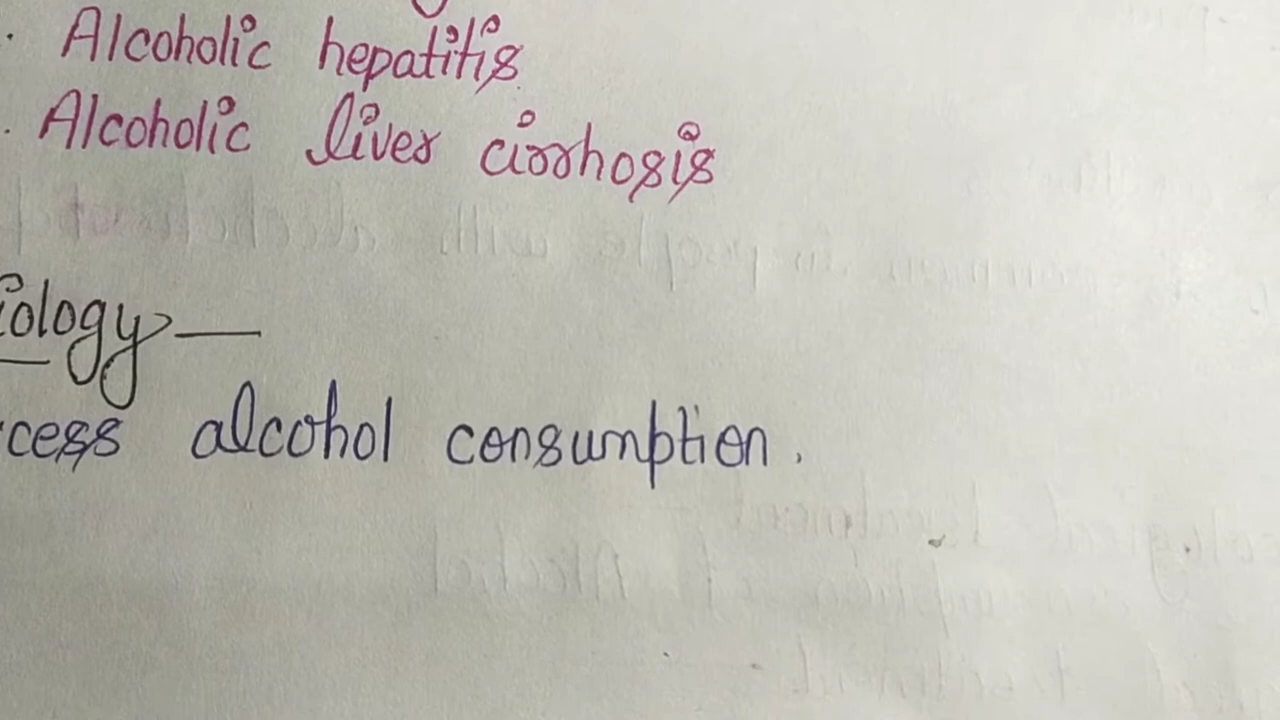 . Alcoholic hepatitis
. Alcoholic liver cirrhosis
iology —
cess alcohol consumption.